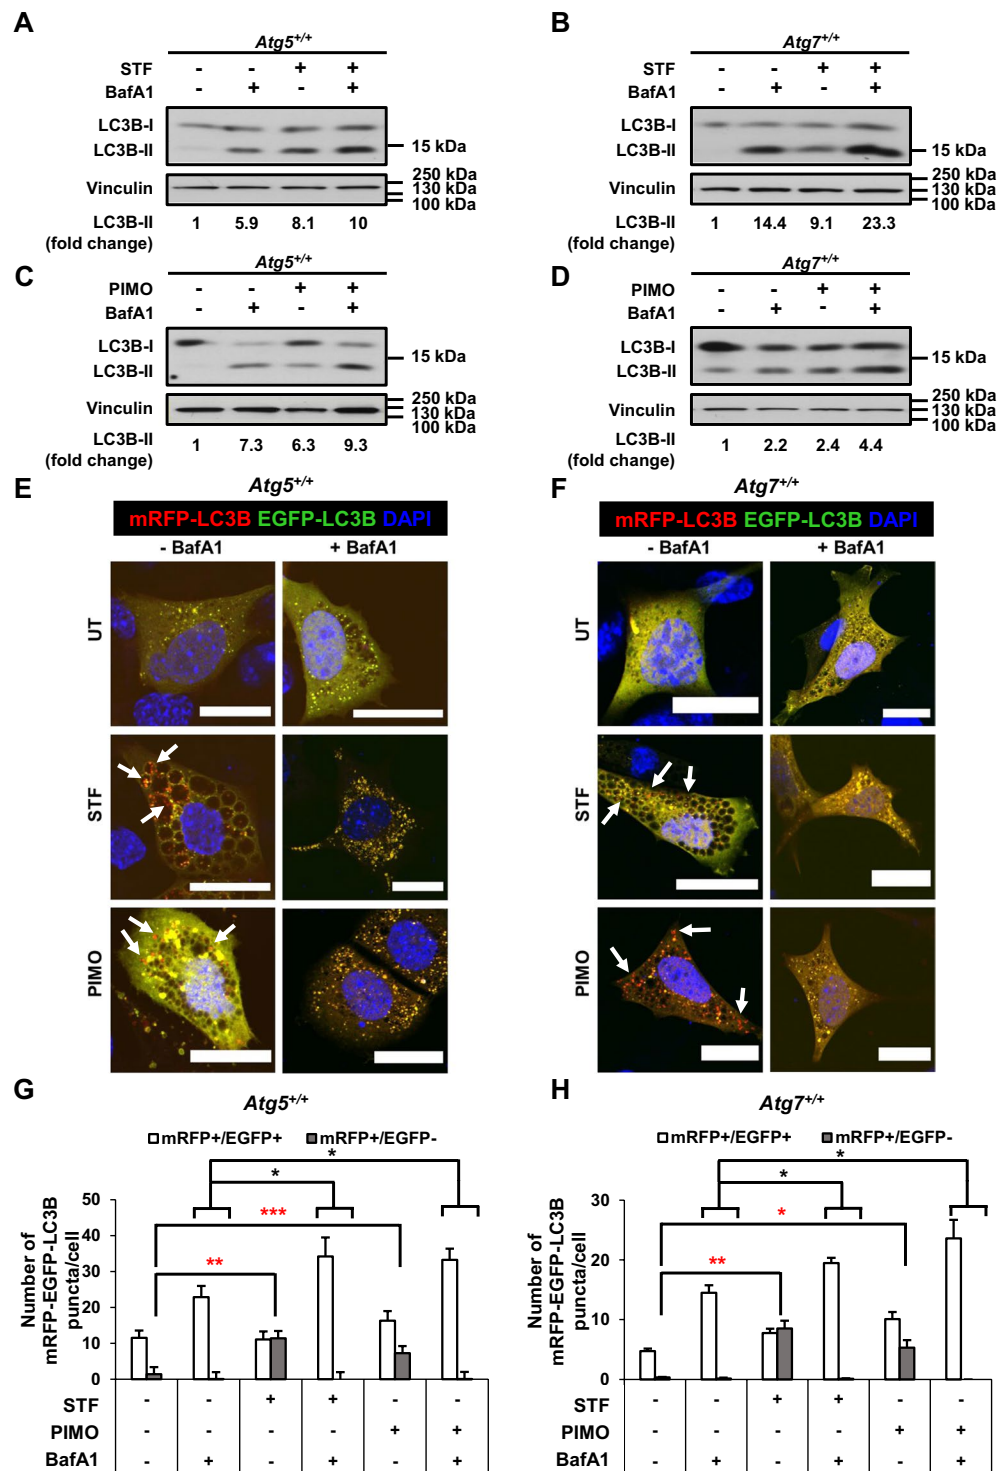 A
Atg5+/+
STF - - + +
BafA1 - + - +
LC3B-I
LC3B-II
15 kDa
Vinculin
250 kDa
130 kDa
100 kDa
LC3B-II 1 5.9 8.1 10
(fold change)
B
Atg7+/+
STF - - + +
BafA1 - + - +
LC3B-I
LC3B-II
15 kDa
Vinculin
250 kDa
130 kDa
100 kDa
LC3B-II 1 14.4 9.1 23.3
(fold change)
C
Atg5+/+
PIMO - - + +
BafA1 - + - +
LC3B-I
LC3B-II
15 kDa
Vinculin
250 kDa
130 kDa
100 kDa
LC3B-II 1 7.3 6.3 9.3
(fold change)
D
Atg7+/+
PIMO - - + +
BafA1 - + - +
LC3B-I
LC3B-II
15 kDa
Vinculin
250 kDa
130 kDa
100 kDa
LC3B-II 1 2.2 2.4 4.4
(fold change)
E
Atg5+/+
mRFP-LC3B EGFP-LC3B DAPI
- BafA1 + BafA1
UT
STF
PIMO
F
Atg7+/+
mRFP-LC3B EGFP-LC3B DAPI
- BafA1 + BafA1
UT
STF
PIMO
G
Atg5+/+
mRFP+/EGFP+ mRFP+/EGFP-
*
*
***
**
Number of
mRFP-EGFP-LC3B
puncta/cell
50
40
30
20
10
0
STF - - + + - -
PIMO - - - - + +
BafA1 - + - + - +
H
Atg7+/+
mRFP+/EGFP+ mRFP+/EGFP-
*
*
*
**
Number of
mRFP-EGFP-LC3B
puncta/cell
30
20
10
0
STF - - + + - -
PIMO - - - - + +
BafA1 - + - + - +